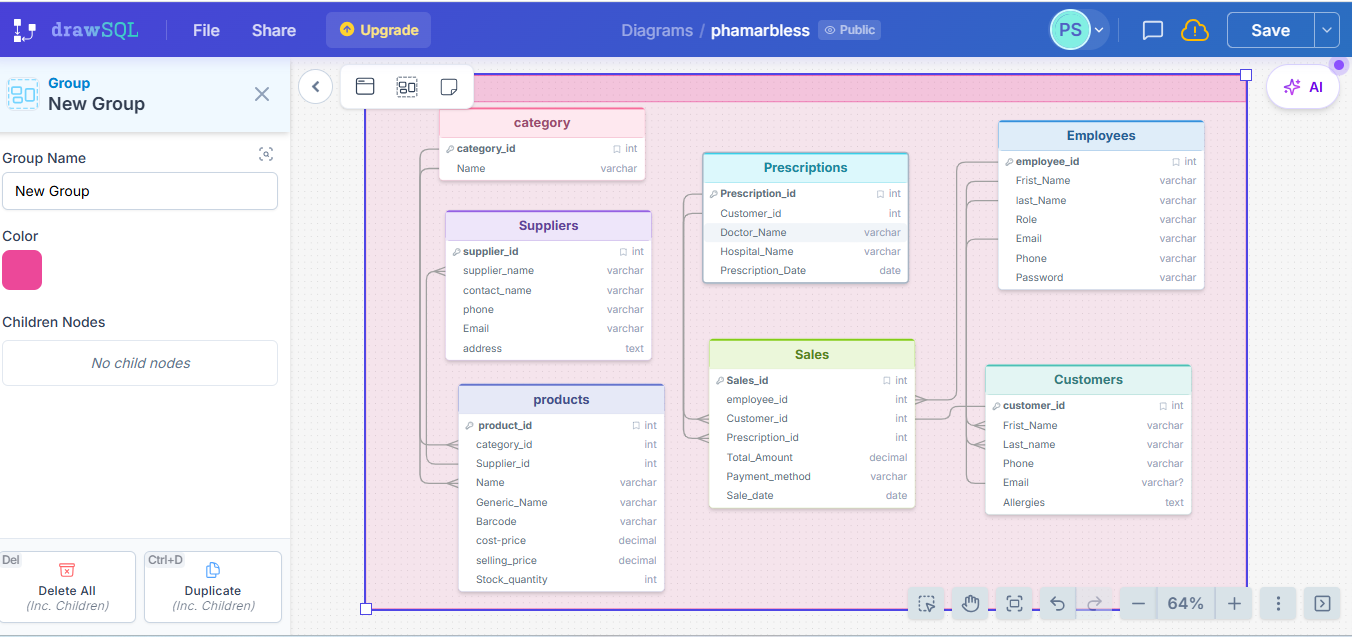 drawSQL
File
Share
Upgrade
Diagrams / phamarbless
Public
PS
Save
Group
New Group
Group Name
New Group
Color
Children Nodes
No child nodes
Del
Delete All
(Inc. Children)
Ctrl+D
Duplicate
(Inc. Children)
AI
category
category_id int
Name varchar
Suppliers
supplier_id int
supplier_name varchar
contact_name varchar
phone varchar
Email varchar
address text
products
product_id int
category_id int
Supplier_id int
Name varchar
Generic_Name varchar
Barcode varchar
cost-price decimal
selling_price decimal
Stock_quantity int
Prescriptions
Prescription_id int
Customer_id int
Doctor_Name varchar
Hospital_Name varchar
Prescription_Date date
Sales
Sales_id int
employee_id int
Customer_id int
Prescription_id int
Total_Amount decimal
Payment_method varchar
Sale_date date
Employees
employee_id int
Frist_Name varchar
last_Name varchar
Role varchar
Email varchar
Phone varchar
Password varchar
Customers
customer_id int
Frist_Name varchar
Last_name varchar
Phone varchar
Email varchar?
Allergies text
64%